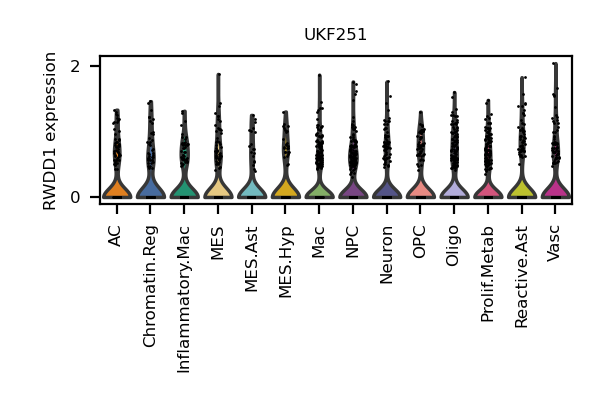 UKF251
RWDD1 expression
2
0
AC
Chromatin.Reg
Inflammatory.Mac
MES
MES.Ast
MES.Hyp
Mac
NPC
Neuron
OPC
Oligo
Prolif.Metab
Reactive.Ast
Vasc